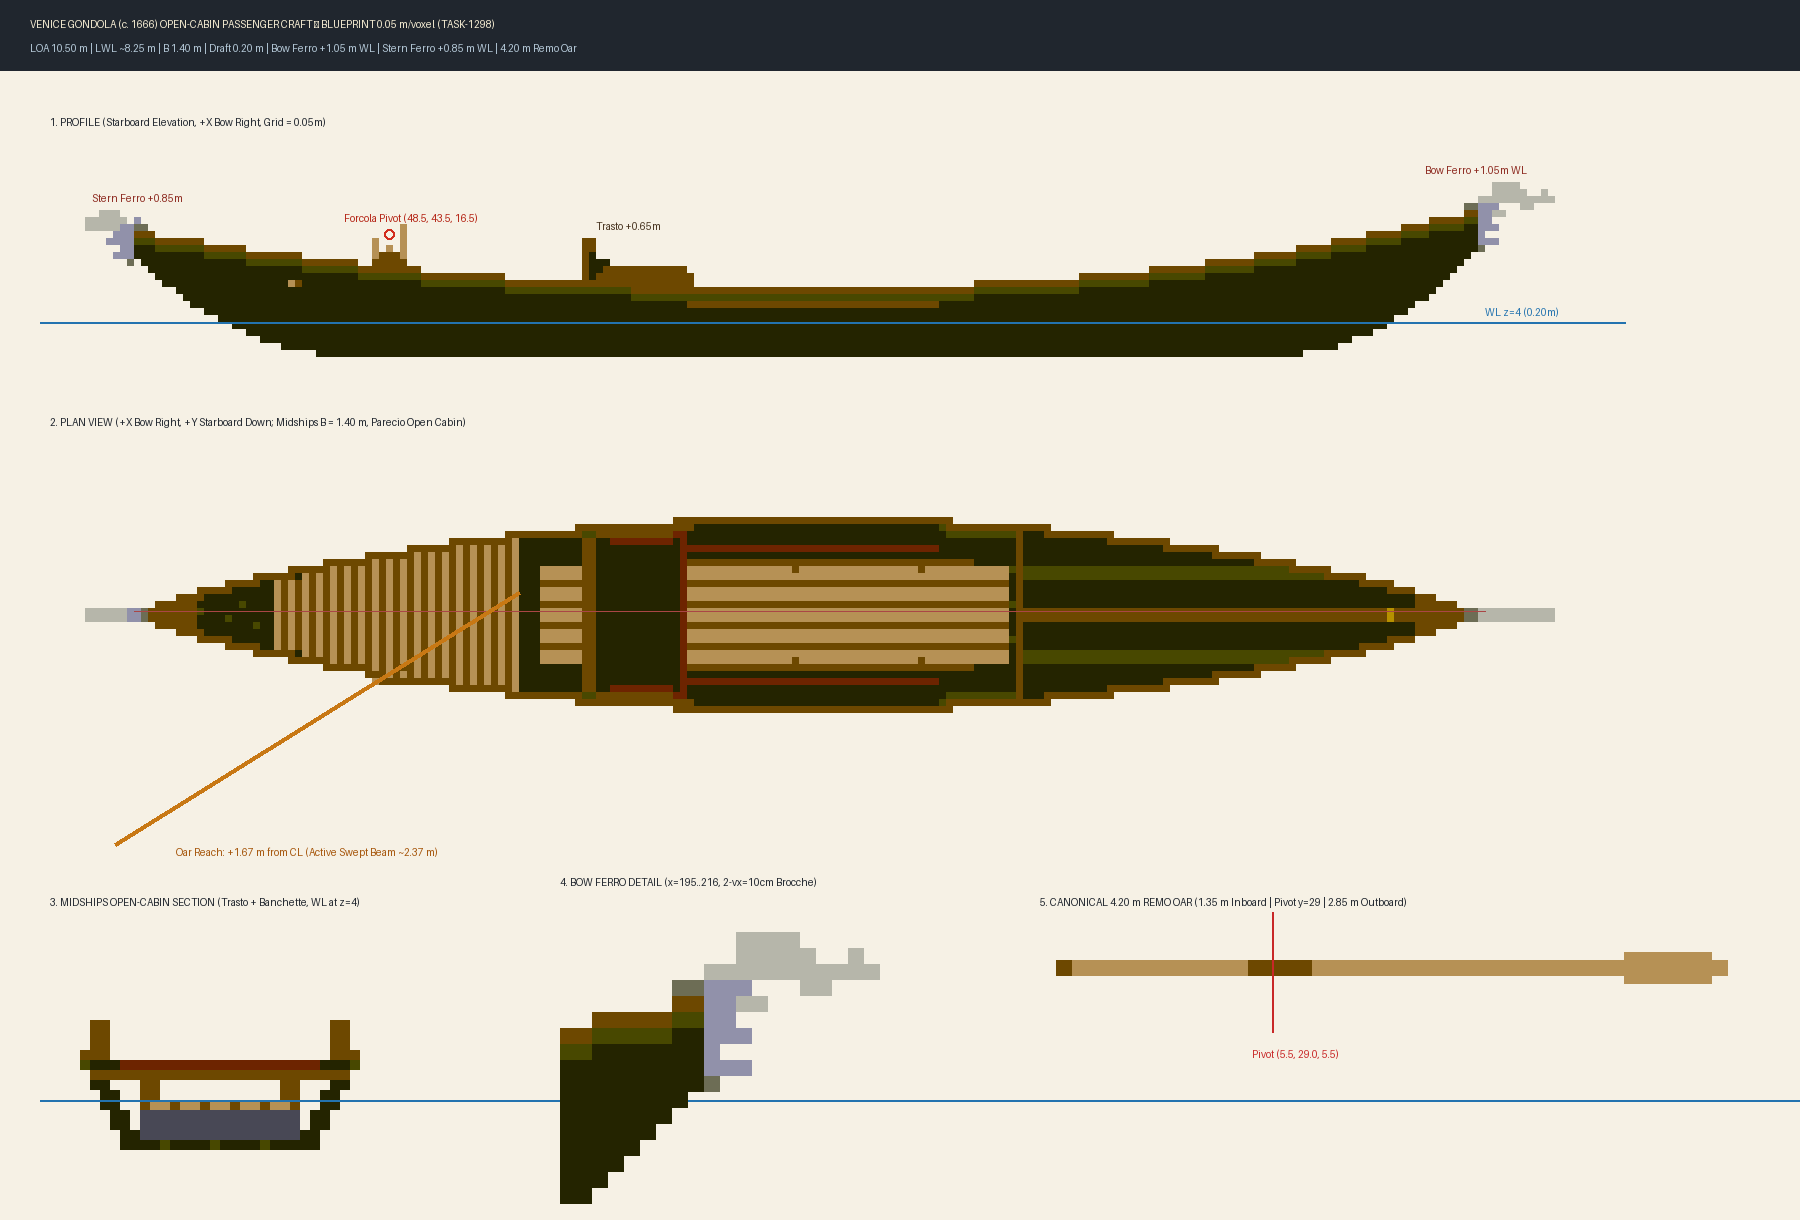 VENICE GONDOLA (c. 1666) OPEN-CABIN PASSENGER CRAFT ▯ BLUEPRINT 0.05 m/voxel (TASK-1298)
LOA 10.50 m | LWL ~8.25 m | B 1.40 m | Draft 0.20 m | Bow Ferro +1.05 m WL | Stern Ferro +0.85 m WL | 4.20 m Remo Oar
1. PROFILE (Starboard Elevation, +X Bow Right, Grid = 0.05m)
Bow Ferro +1.05m WL
Stern Ferro +0.85m
Forcola Pivot (48.5, 43.5, 16.5)
Trasto +0.65m
WL z=4 (0.20m)
2. PLAN VIEW (+X Bow Right, +Y Starboard Down; Midships B = 1.40 m, Parecio Open Cabin)
Oar Reach: +1.67 m from CL (Active Swept Beam ~2.37 m)
4. BOW FERRO DETAIL (x=195..216, 2-vx=10cm Brocche)
3. MIDSHIPS OPEN-CABIN SECTION (Trasto + Banchette, WL at z=4)
5. CANONICAL 4.20 m REMO OAR (1.35 m Inboard | Pivot y=29 | 2.85 m Outboard)
Pivot (5.5, 29.0, 5.5)